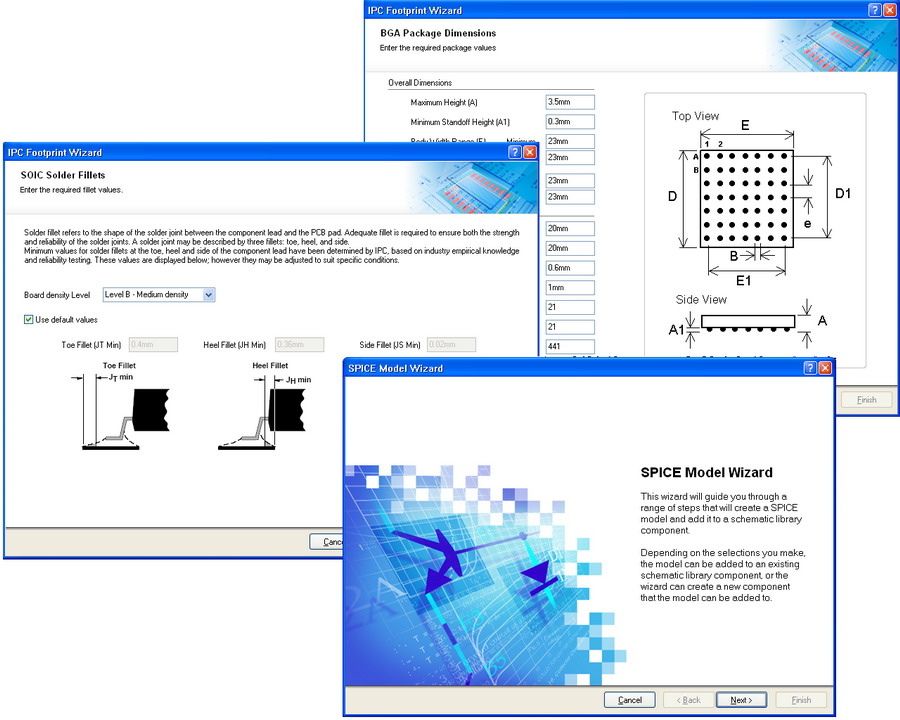 IPC Footprint Wizard
BGA Package Dimensions
Enter the required package values
Overall Dimensions
Maximum Height (A)
3.5mm
Minimum Standoff Height (A1)
0.3mm
Body Width Range (E) Minimum
23mm
23mm
23mm
23mm
20mm
20mm
0.6mm
1mm
21
21
441
Top View
E
1 2
A
B
D
D1
e
B
E1
Side View
A
A1
Finish
IPC Footprint Wizard
SOIC Solder Fillets
Enter the required fillet values.
Solder fillet refers to the shape of the solder joint between the component lead and the PCB pad. Adequate fillet is required to ensure both the strength
and reliability of the solder joints. A solder joint may be described by three fillets: toe, heel, and side.
Minimum values for solder fillets at the toe, heel and side of the component lead have been determined by IPC, based on industry empirical knowledge
and reliability testing. These values are displayed below; however they may be adjusted to suit specific conditions.
Board density Level
Level B - Medium density
Use default values
Toe Fillet (JT Min) 0.4mm Heel Fillet (JH Min) 0.36mm Side Fillet (JS Min) 0.02mm
Toe Fillet Heel Fillet
JT min JH min
Canc
SPICE Model Wizard
SPICE Model Wizard
This wizard will guide you through a
range of steps that will create a SPICE
model and add it to a schematic library
component.
Depending on the selections you make,
the model can be added to an existing
schematic library component, or the
wizard can create a new component
that the model can be added to.
Cancel < Back Next > Finish